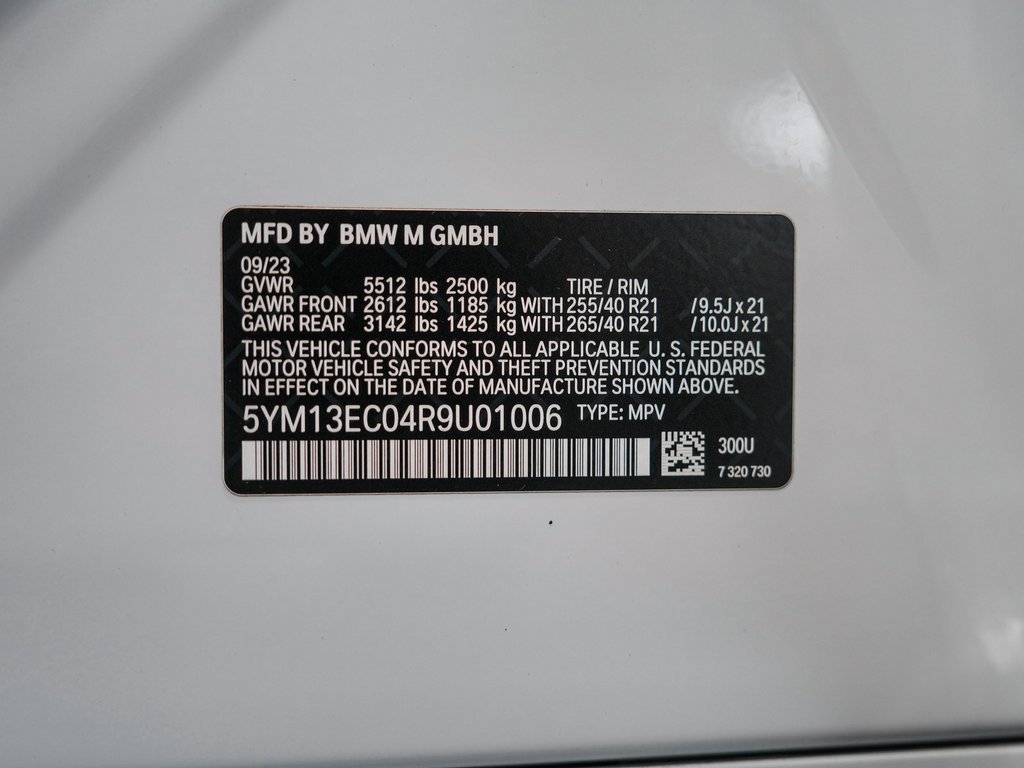 MFD BY BMW M GMBH
09/23
GVWR 5512 lbs 2500 kg TIRE / RIM
GAWR FRONT 2612 lbs 1185 kg WITH 255/40 R21 / 9.5J x 21
GAWR REAR 3142 lbs 1425 kg WITH 265/40 R21 / 10.0J x 21
THIS VEHICLE CONFORMS TO ALL APPLICABLE U. S. FEDERAL
MOTOR VEHICLE SAFETY AND THEFT PREVENTION STANDARDS
IN EFFECT ON THE DATE OF MANUFACTURE SHOWN ABOVE.
5YM13EC04R9U01006 TYPE: MPV
300U
7 320 730